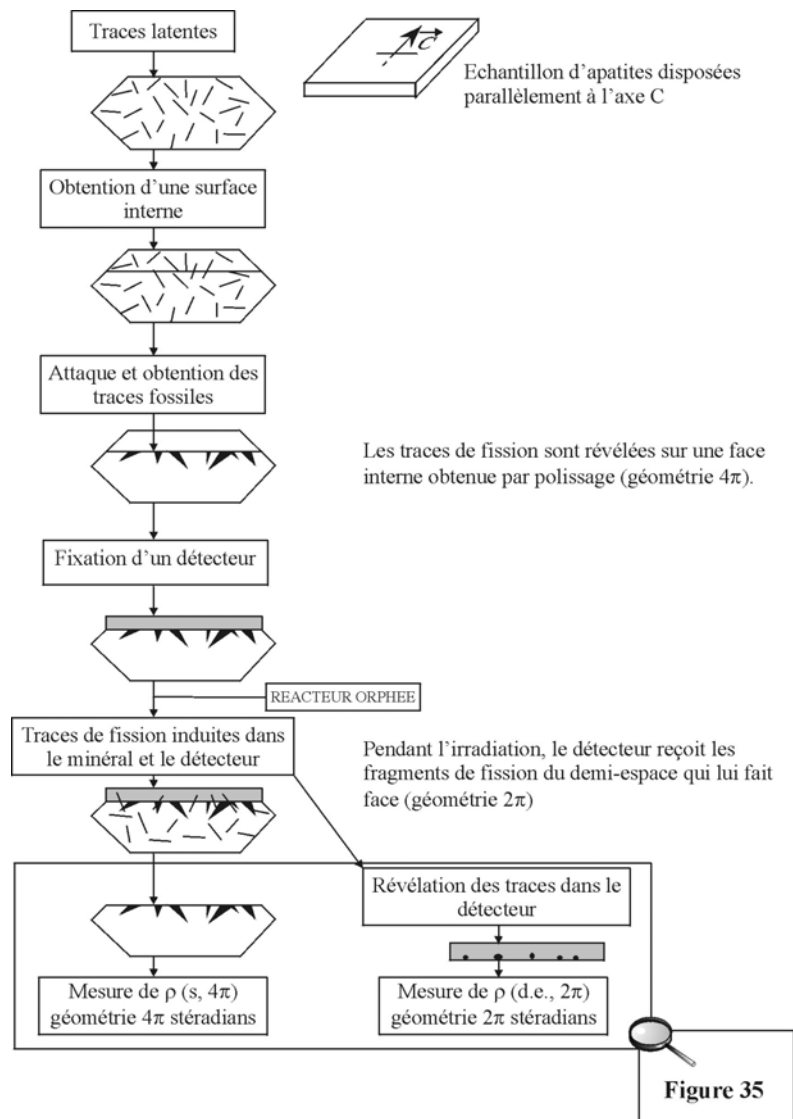 Traces latentes
C
Echantillon d'apatites disposées
parallèlement à l'axe C
Obtention d'une surface
interne
Attaque et obtention des
traces fossiles
Les traces de fission sont révélées sur une face
interne obtenue par polissage (géométrie 4π).
Fixation d'un détecteur
REACTEUR ORPHEE
Traces de fission induites dans
le minéral et le détecteur
Pendant l'irradiation, le détecteur reçoit les
fragments de fission du demi-espace qui lui fait
face (géométrie 2π)
Révélation des traces dans le
détecteur
Mesure de ρ (s, 4π)
géométrie 4π stéradians
Mesure de ρ (d.e., 2π)
géométrie 2π stéradians
Figure 35